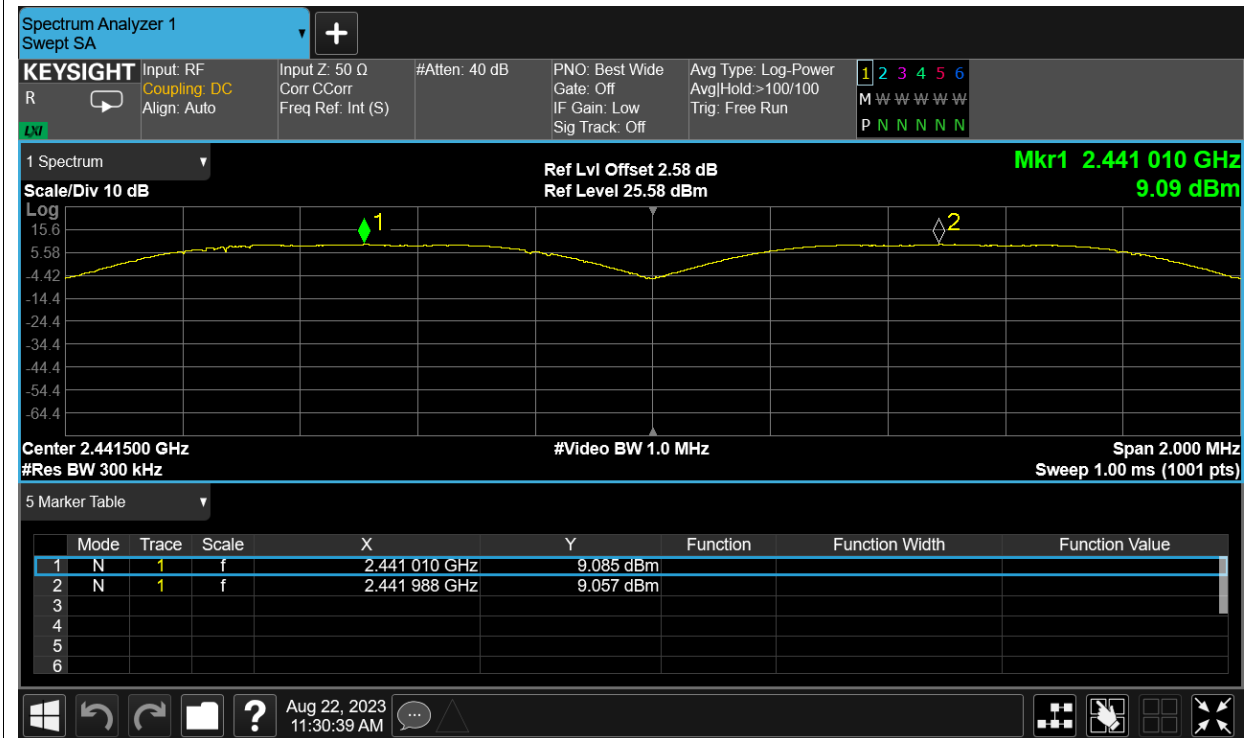 Spectrum Analyzer 1
Swept SA
KEYSIGHT
R
LXI
Input: RF
Coupling: DC
Align: Auto
Input Z: 50 Ω
Corr CCorr
Freq Ref: Int (S)
#Atten: 40 dB
PNO: Best Wide
Gate: Off
IF Gain: Low
Sig Track: Off
Avg Type: Log-Power
Avg|Hold:>100/100
Trig: Free Run
1 2 3 4 5 6
M W W W W W
P N N N N N
1 Spectrum
Scale/Div 10 dB
Ref Lvl Offset 2.58 dB
Ref Level 25.58 dBm
Mkr1 2.441 010 GHz
9.09 dBm
Log
15.6
5.58
-4.42
-14.4
-24.4
-34.4
-44.4
-54.4
-64.4
1
2
Center 2.441500 GHz
#Res BW 300 kHz
#Video BW 1.0 MHz
Span 2.000 MHz
Sweep 1.00 ms (1001 pts)
5 Marker Table
Mode Trace Scale X Y Function Function Width Function Value
1 N 1 f 2.441 010 GHz 9.085 dBm
2 N 1 f 2.441 988 GHz 9.057 dBm
3
4
5
6
?
Aug 22, 2023
11:30:39 AM